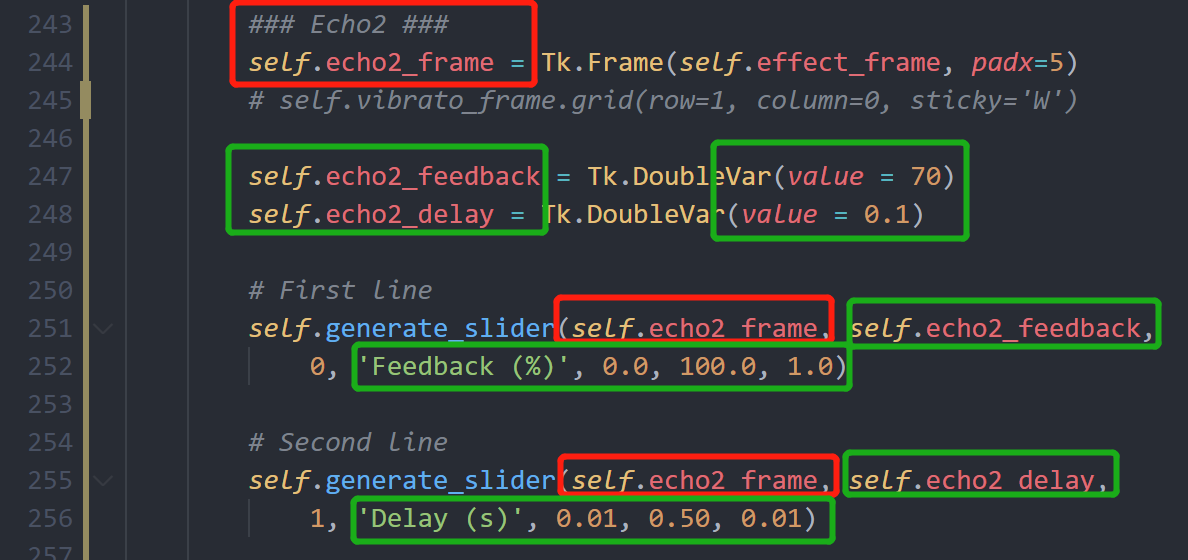 243 ### Echo2 ###
244 self.echo2_frame = Tk.Frame(self.effect_frame, padx=5)
245 # self.vibrato_frame.grid(row=1, column=0, sticky='W')
246
247 self.echo2_feedback = Tk.DoubleVar(value = 70)
248 self.echo2_delay = Tk.DoubleVar(value = 0.1)
249
250 # First line
251 self.generate_slider(self.echo2_frame, self.echo2_feedback,
252 0, 'Feedback (%)', 0.0, 100.0, 1.0)
253
254 # Second line
255 self.generate_slider(self.echo2_frame, self.echo2_delay,
256 1, 'Delay (s)', 0.01, 0.50, 0.01)
257